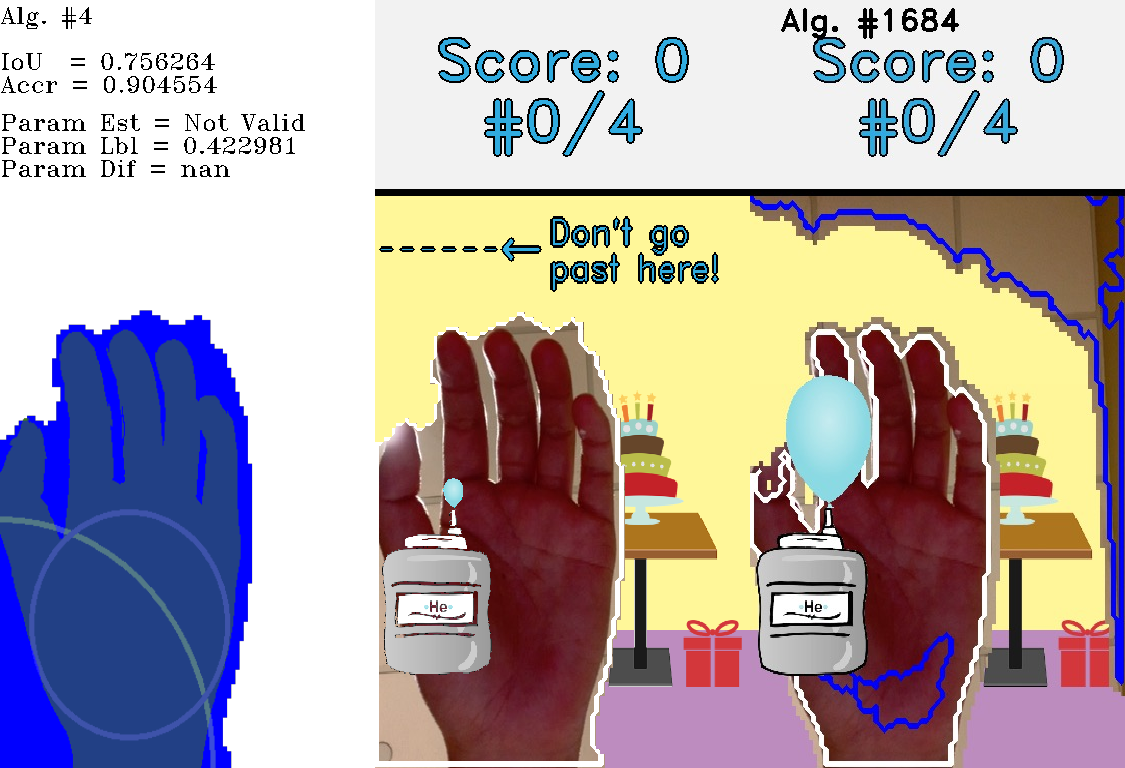 Alg. #4
IoU = 0.756264
Accr = 0.904554
Param Est = Not Valid
Param Lbl = 0.422981
Param Dif = nan
Score: 0
#0/4
Alg. #1684
Score: 0
#0/4
Don't go
past here!
He
He